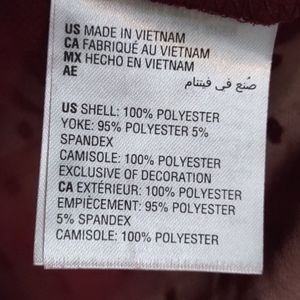 US MADE IN VIETNAM
CA FABRIQUÉ AU VIETNAM
MX HECHO EN VIETNAM
AE صُنع في فيتنام
US SHELL: 100% POLYESTER
YOKE: 95% POLYESTER 5%
SPANDEX
CAMISOLE: 100% POLYESTER
EXCLUSIVE OF DECORATION
CA EXTÉRIEUR: 100% POLYESTER
EMPIÈCEMENT: 95% POLYESTER
5% SPANDEX
CAMISOLE: 100% POLYESTER